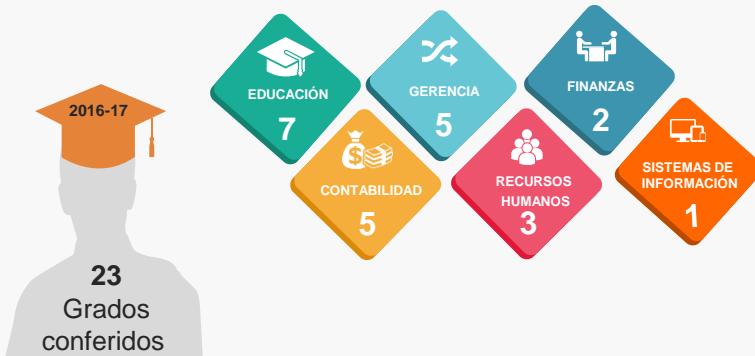 2016-17
23
Grados
conferidos
EDUCACIÓN
7
CONTABILIDAD
5
GERENCIA
5
RECURSOS
HUMANOS
3
FINANZAS
2
SISTEMAS DE
INFORMACIÓN
1
$